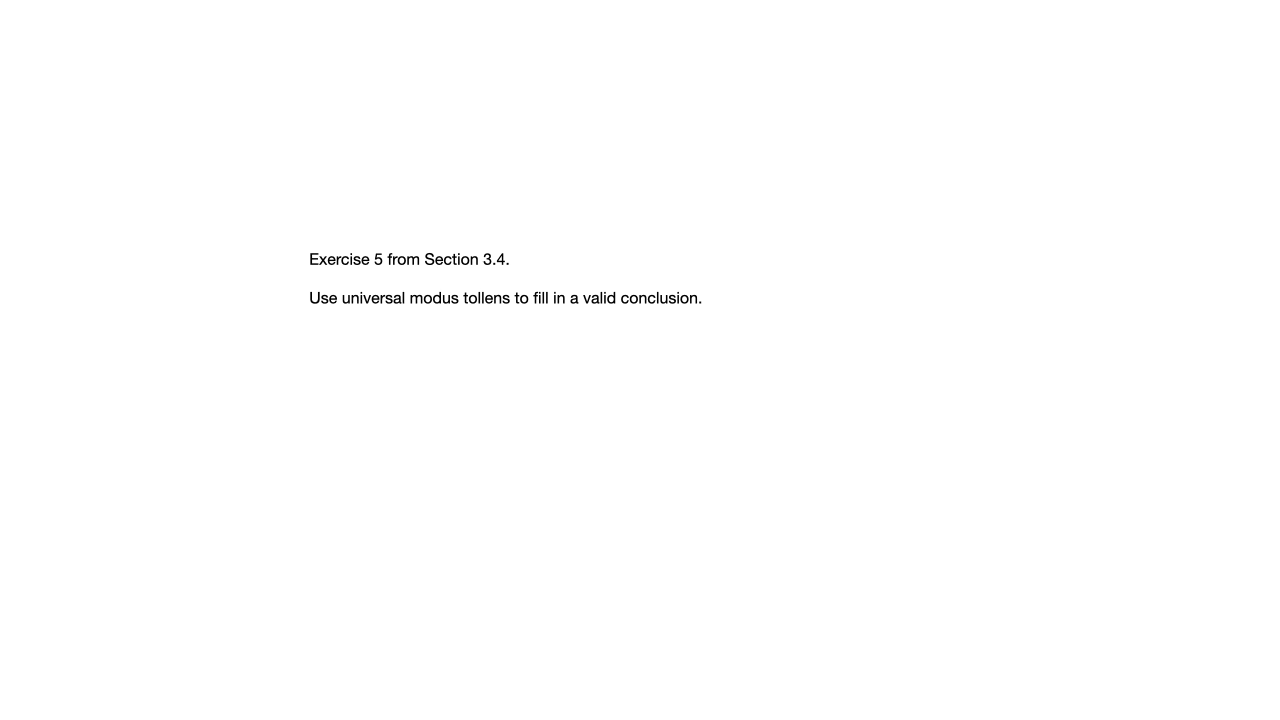 Exercise 5 from Section 3.4.
Use universal modus tollens to fill in a valid conclusion.